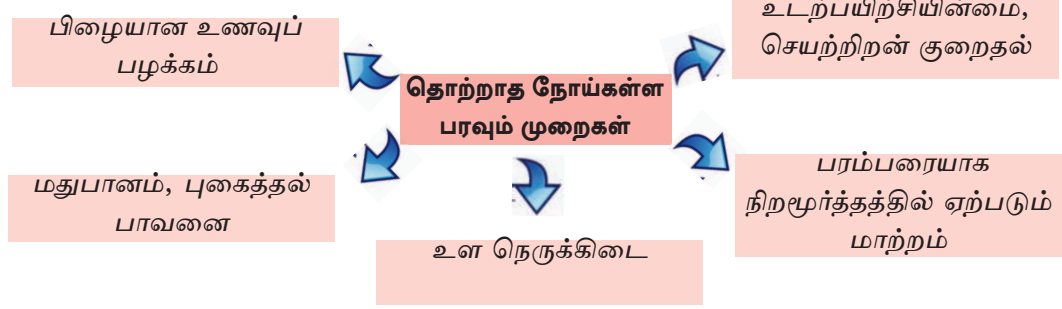 பிழையான உணவுப்
பழக்கம்
உடற்பயிற்சியின்மை,
செயற்றிறன் குறைதல்
தொற்றாத நோய்கள்ள
பரவும் முறைகள்
மதுபானம், புகைத்தல்
பாவனை
பரம்பரையாக
நிறமூர்த்தத்தில் ஏற்படும்
மாற்றம்
உள நெருக்கிடை